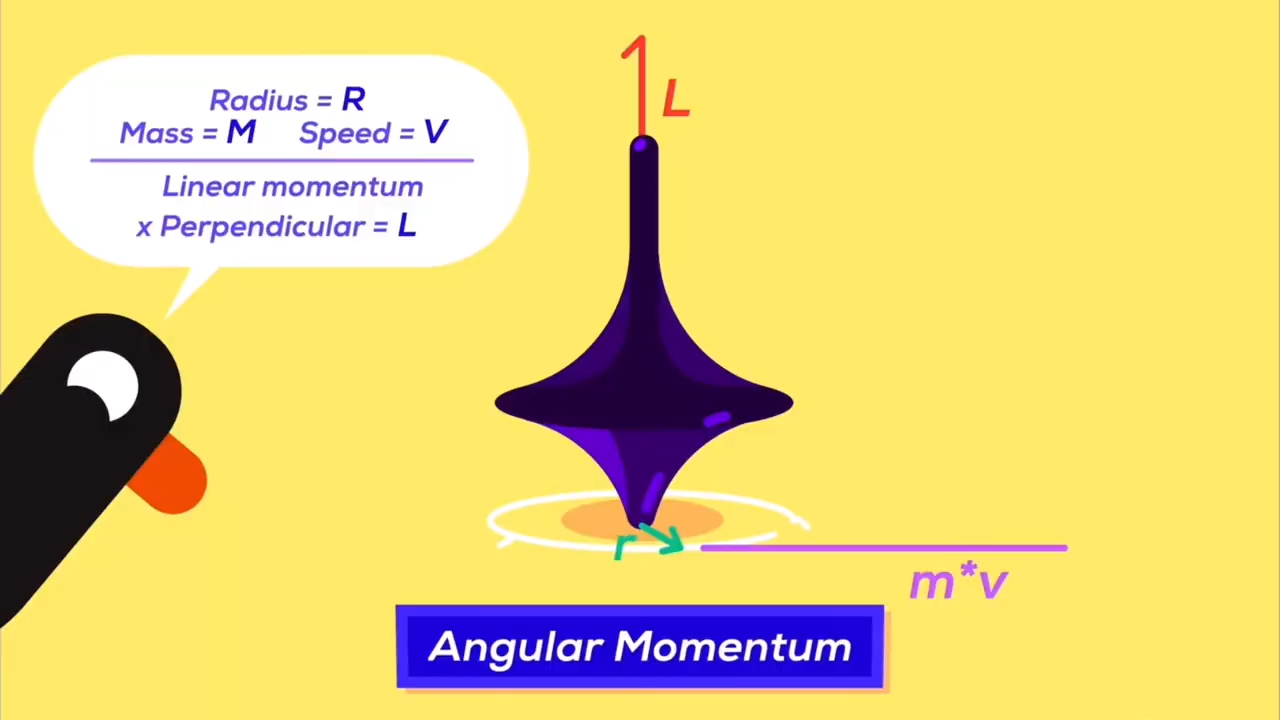 Radius = R
Mass = M Speed = V
Linear momentum
x Perpendicular = L
L
r
m*v
Angular Momentum